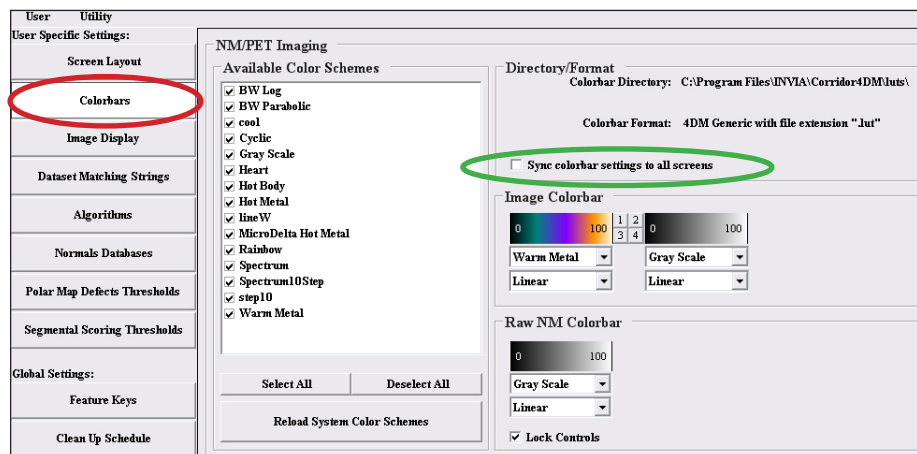 User Utility
User Specific Settings:
Screen Layout
Colorbars
Image Display
Dataset Matching Strings
Algorithms
Normals Databases
Polar Map Defects Thresholds
Segmental Scoring Thresholds
Global Settings:
Feature Keys
Clean Up Schedule
NM/PET Imaging
Available Color Schemes
BW Log
BW Parabolic
cool
Cyclic
Gray Scale
Heart
Hot Body
Hot Metal
lineW
MicroDelta Hot Metal
Rainbow
Spectrum
Spectrum10Step
step10
Warm Metal
Select All Deselect All
Reload System Color Schemes
Directory/Format
Colorbar Directory: C:\Program Files\INVIA\Corridor4DM\luts\
Colorbar Format: 4DM Generic with file extension ".lut"
Sync colorbar settings to all screens
Image Colorbar
0 100 1 2 0 100
3 4
Warm Metal Gray Scale
Linear Linear
Raw NM Colorbar
0 100
Gray Scale
Linear
Lock Controls